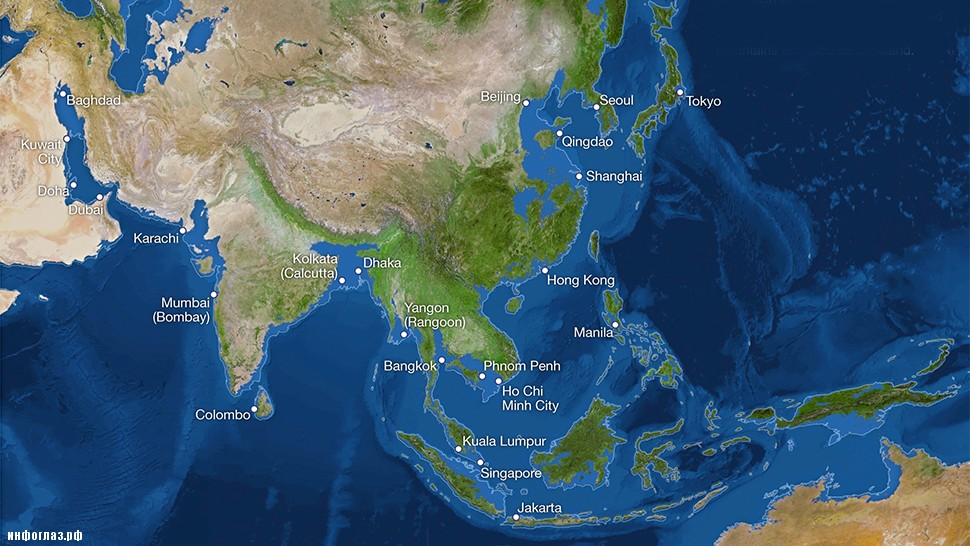 Baghdad
Kuwait
City
Doha
Dubai
Karachi
Mumbai
(Bombay)
Kolkata
(Calcutta)
Dhaka
Colombo
Yangon
(Rangoon)
Bangkok
Phnom Penh
Ho Chi
Minh City
Kuala Lumpur
Singapore
Jakarta
Beijing
Seoul
Tokyo
Qingdao
Shanghai
Hong Kong
Manila
инфоглаз.рф